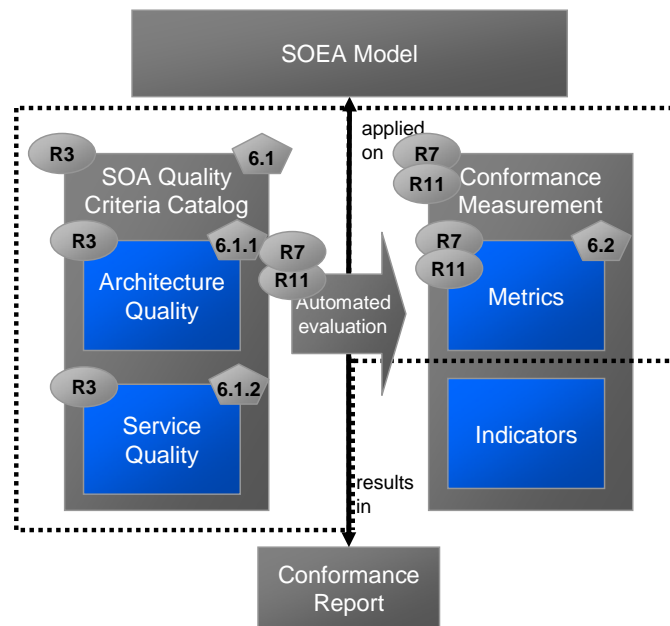 SOEA Model
applied
on
R3
6.1
SOA Quality
Criteria Catalog
R3
6.1.1
Architecture
Quality
R3
6.1.2
Service
Quality
R7
R11
Automated
evaluation
R7
R11
Conformance
Measurement
R7
R11
6.2
Metrics
Indicators
results
in
Conformance
Report